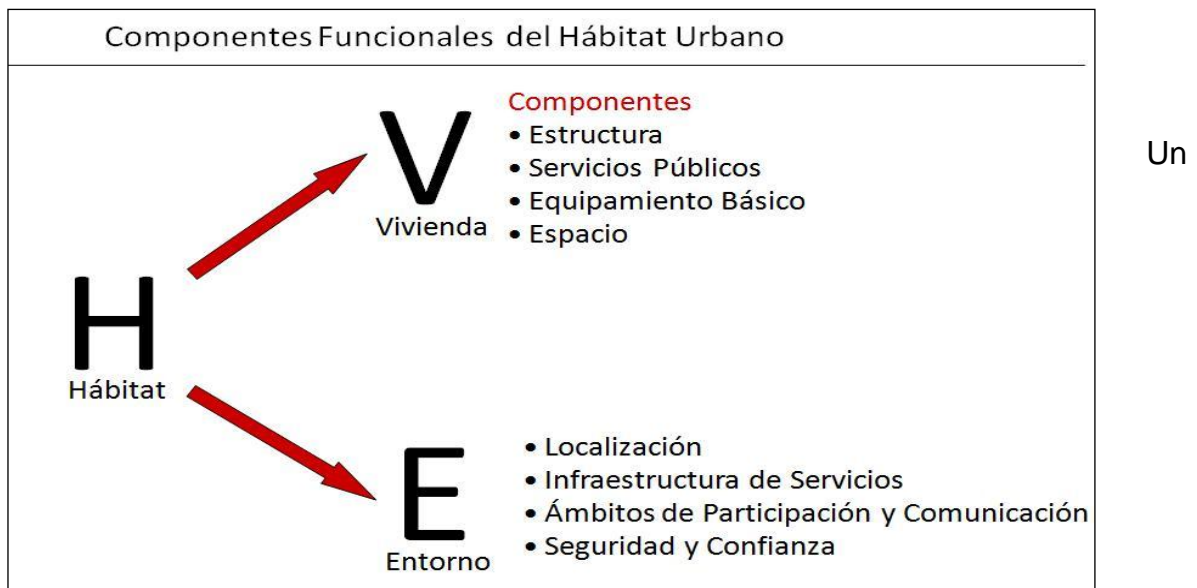 Componentes Funcionales del Hábitat Urbano
V
Vivienda
Componentes
• Estructura
• Servicios Públicos
• Equipamiento Básico
• Espacio
Un
H
Hábitat
E
Entorno
• Localización
• Infraestructura de Servicios
• Ámbitos de Participación y Comunicación
• Seguridad y Confianza